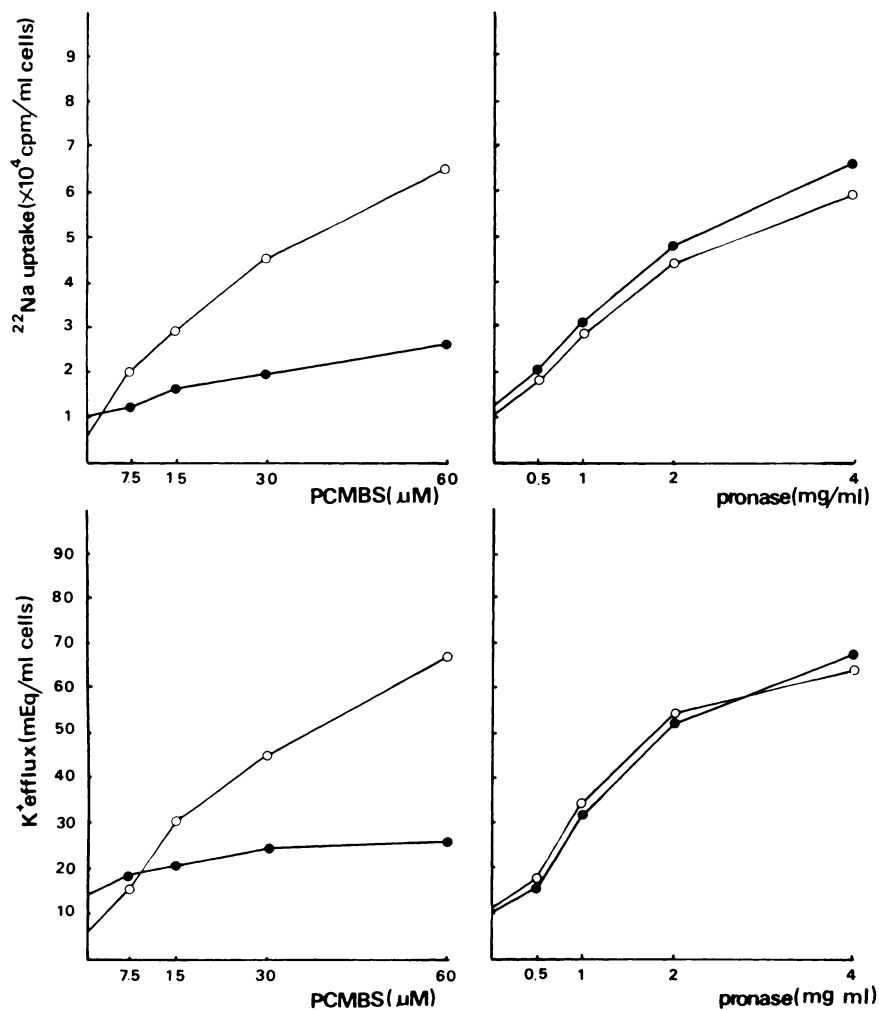 ²²Na uptake(×10⁴ cpm/ml cells)
9
8
7
6
5
4
3
2
1
7.5 15 30 60
PCMBS(μM)
0.5 1 2 4
pronase(mg/ml)
K⁺efflux(mEq/ml cells)
90
80
70
60
50
40
30
20
10
7.5 15 30 60
PCMBS(μM)
0.5 1 2 4
pronase(mg ml)